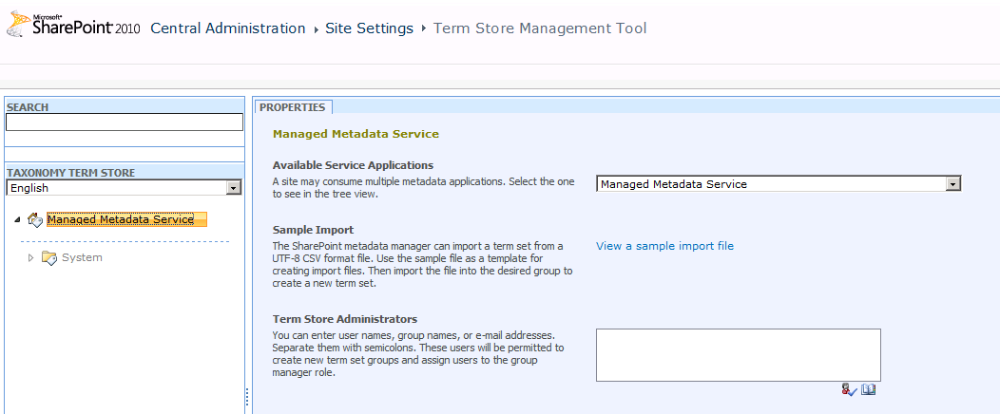 Microsoft®
SharePoint 2010 Central Administration ▸ Site Settings ▸ Term Store Management Tool
SEARCH
TAXONOMY TERM STORE
English
Managed Metadata Service
System
PROPERTIES
Managed Metadata Service
Available Service Applications
A site may consume multiple metadata applications. Select the one
to see in the tree view.
Managed Metadata Service
Sample Import
The SharePoint metadata manager can import a term set from a
UTF-8 CSV format file. Use the sample file as a template for
creating import files. Then import the file into the desired group to
create a new term set.
View a sample import file
Term Store Administrators
You can enter user names, group names, or e-mail addresses.
Separate them with semicolons. These users will be permitted to
create new term set groups and assign users to the group
manager role.